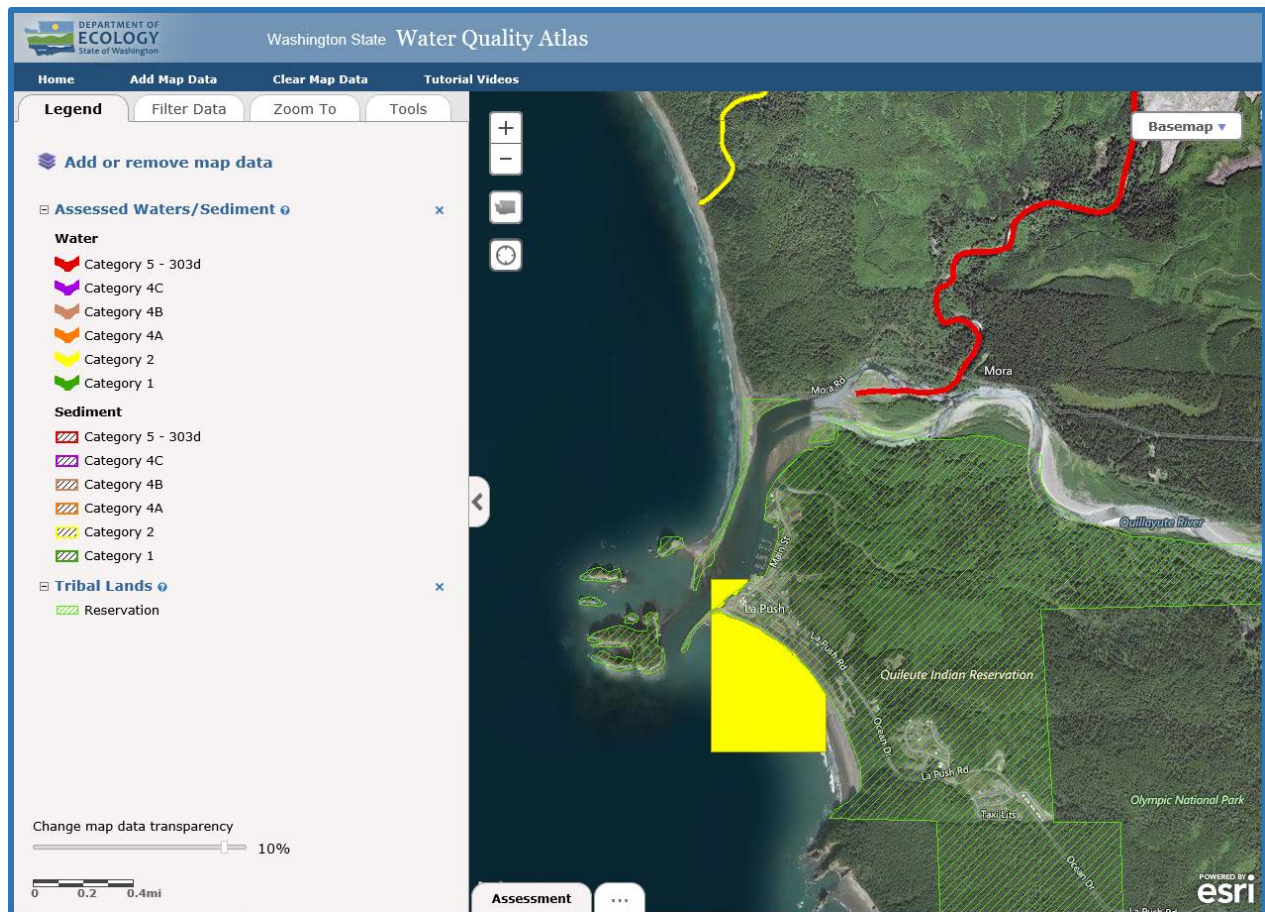 DEPARTMENT OF
ECOLOGY
State of Washington
Washington State Water Quality Atlas
Home Add Map Data Clear Map Data Tutorial Videos
Legend Filter Data Zoom To Tools
Add or remove map data
Assessed Waters/Sediment
Water
Category 5 - 303d
Category 4C
Category 4B
Category 4A
Category 2
Category 1
Sediment
Category 5 - 303d
Category 4C
Category 4B
Category 4A
Category 2
Category 1
Tribal Lands
Reservation
Change map data transparency
10%
0 0.2 0.4mi
+
Basemap
−
Mora
Mora Rd
Quillayute River
Main St
La Push
La Push Rd
Quileute Indian Reservation
Ocean Dr
La Push Rd
Olympic National Park
Taxi Lits
Ocean Dr
La Push Rd
POWERED BY
esri
Assessment ...